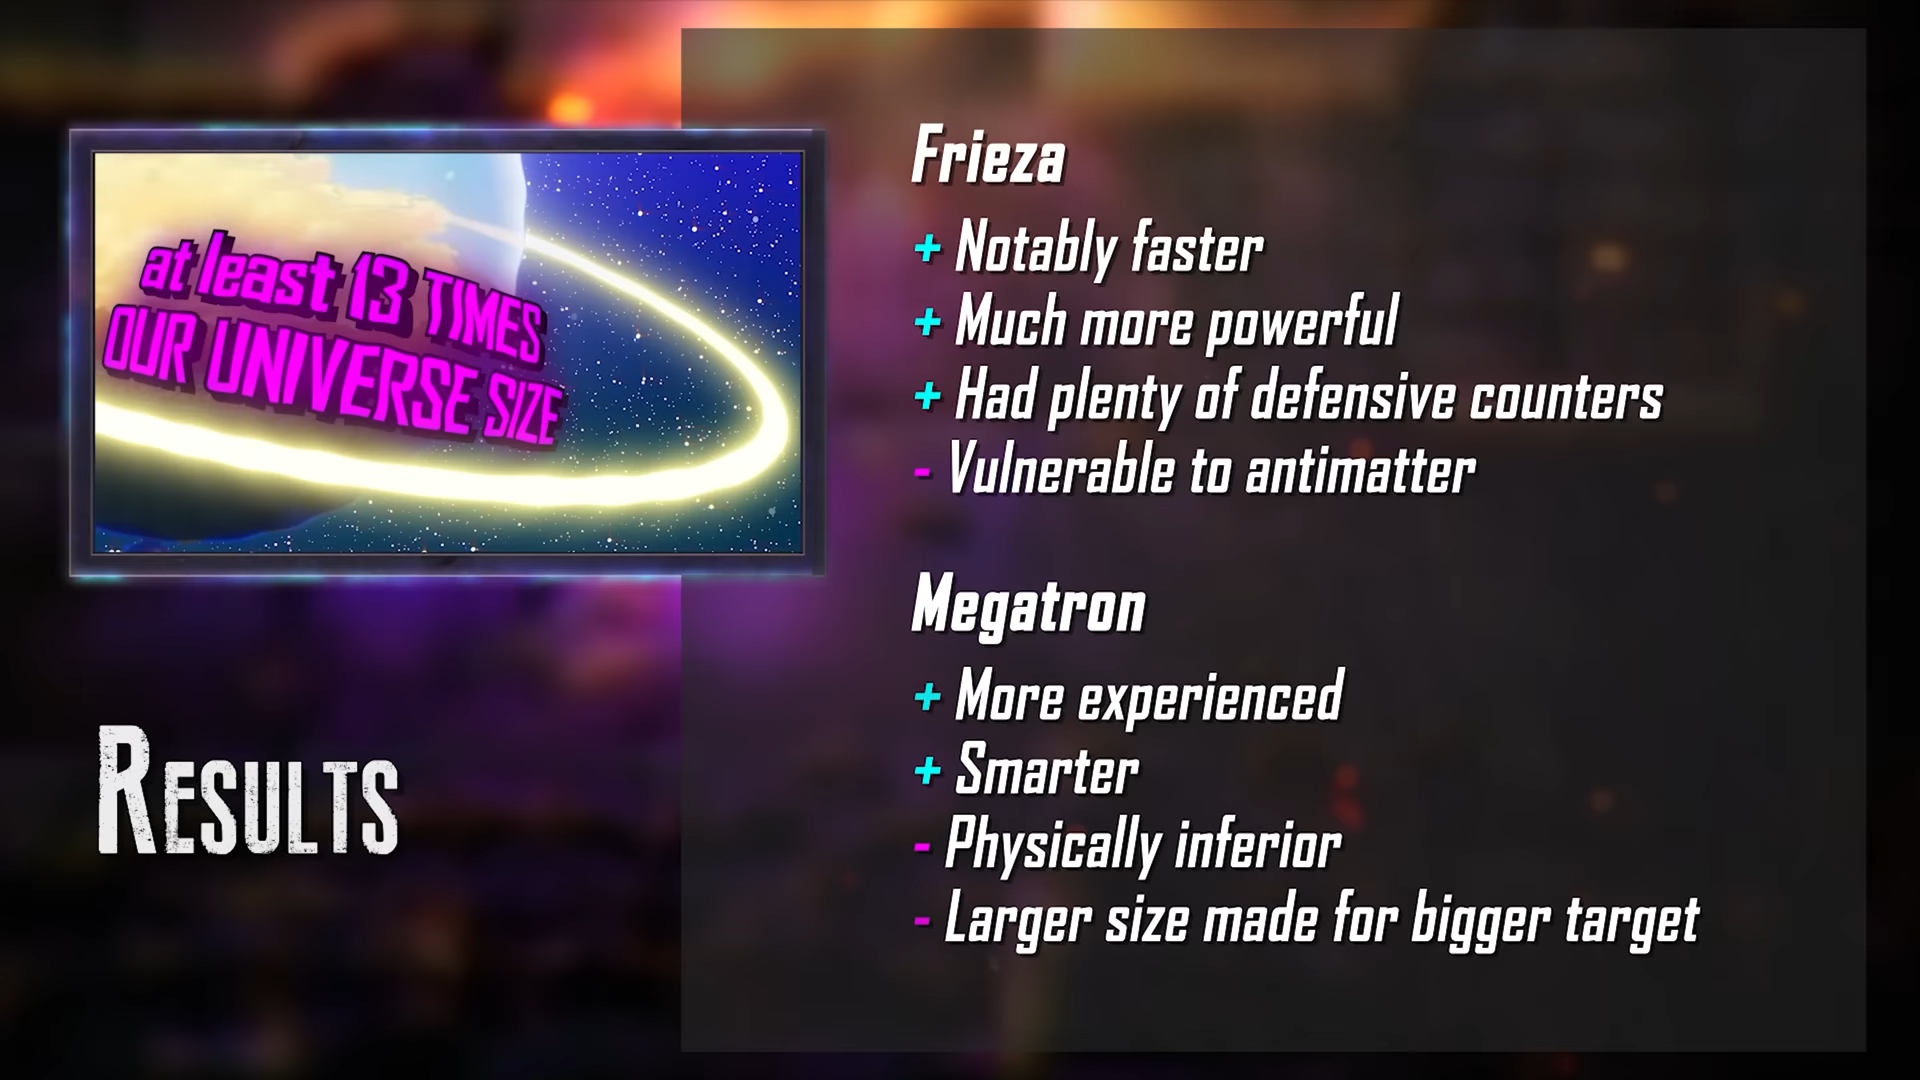 at least 13 TIMES
OUR UNIVERSE SIZE
RESULTS
Frieza
+ Notably faster
+ Much more powerful
+ Had plenty of defensive counters
- Vulnerable to antimatter
Megatron
+ More experienced
+ Smarter
- Physically inferior
- Larger size made for bigger target